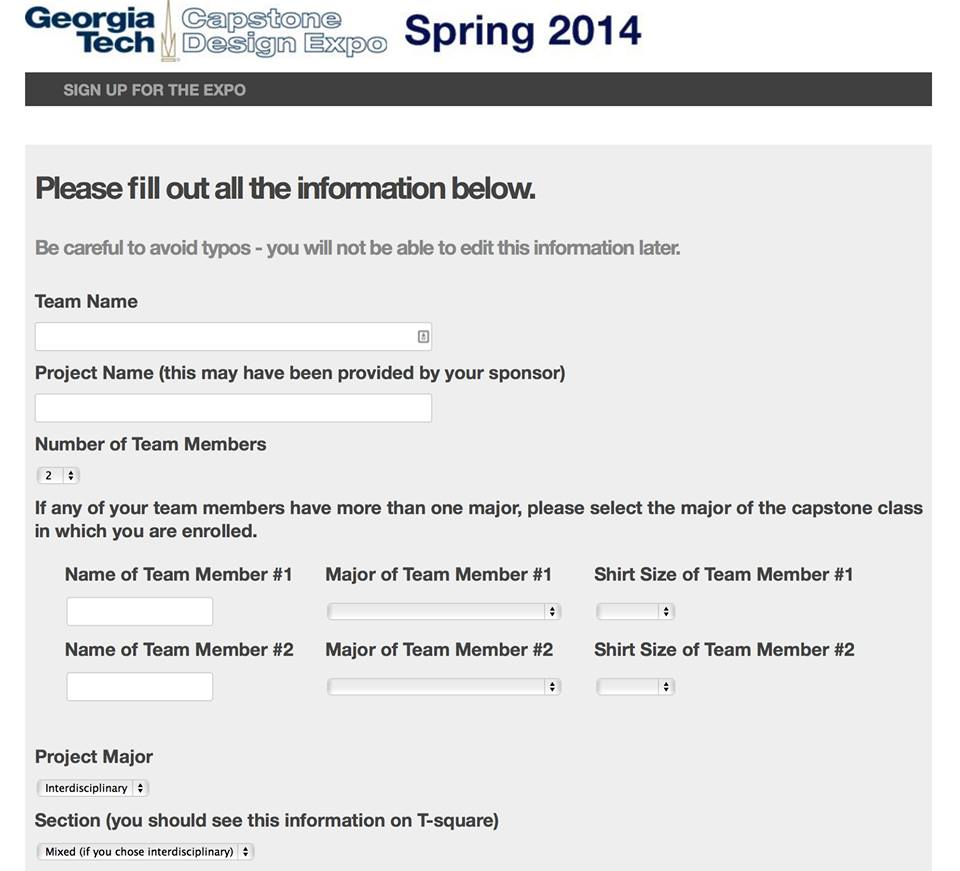 Georgia Tech Capstone Design Expo Spring 2014
SIGN UP FOR THE EXPO
Please fill out all the information below.
Be careful to avoid typos - you will not be able to edit this information later.
Team Name
Project Name (this may have been provided by your sponsor)
Number of Team Members
2
If any of your team members have more than one major, please select the major of the capstone class
in which you are enrolled.
Name of Team Member #1 Major of Team Member #1 Shirt Size of Team Member #1
Name of Team Member #2 Major of Team Member #2 Shirt Size of Team Member #2
Project Major
Interdisciplinary
Section (you should see this information on T-square)
Mixed (if you chose interdisciplinary)